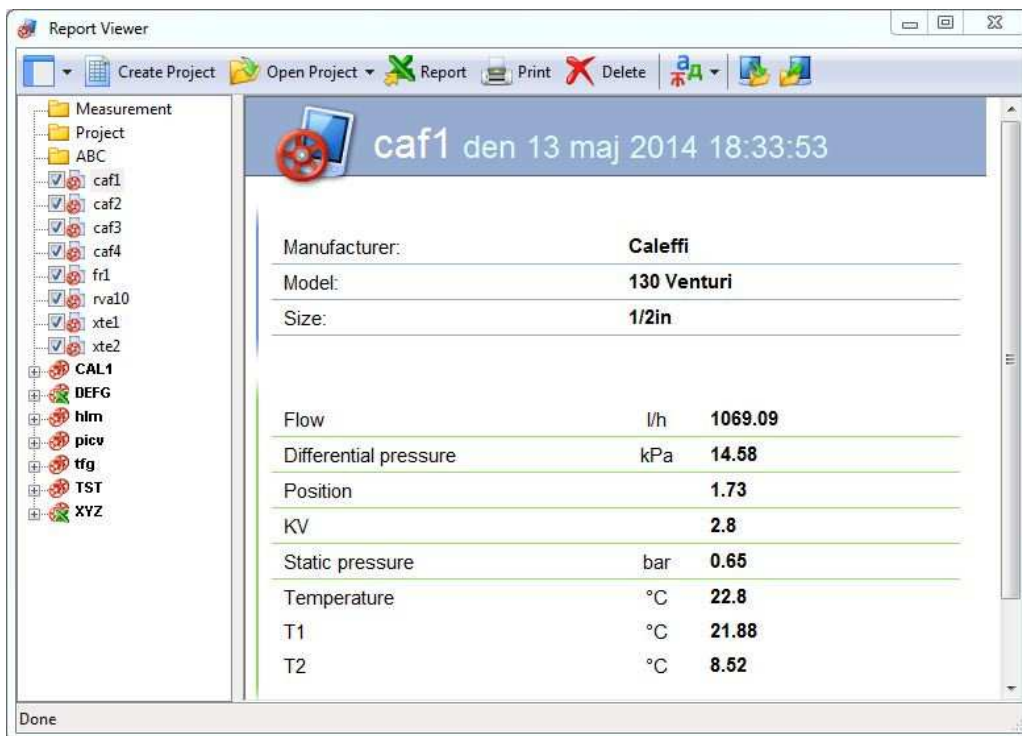 Report Viewer
Create Project Open Project Report Print Delete
Measurement
Project
ABC
caf1
caf2
caf3
caf4
fr1
rva10
xte1
xte2
CAL1
DEFG
hlm
picv
tfg
TST
XYZ
caf1 den 13 maj 2014 18:33:53
Manufacturer: Caleffi
Model: 130 Venturi
Size: 1/2in
Flow l/h 1069.09
Differential pressure kPa 14.58
Position 1.73
KV 2.8
Static pressure bar 0.65
Temperature °C 22.8
T1 °C 21.88
T2 °C 8.52
Done